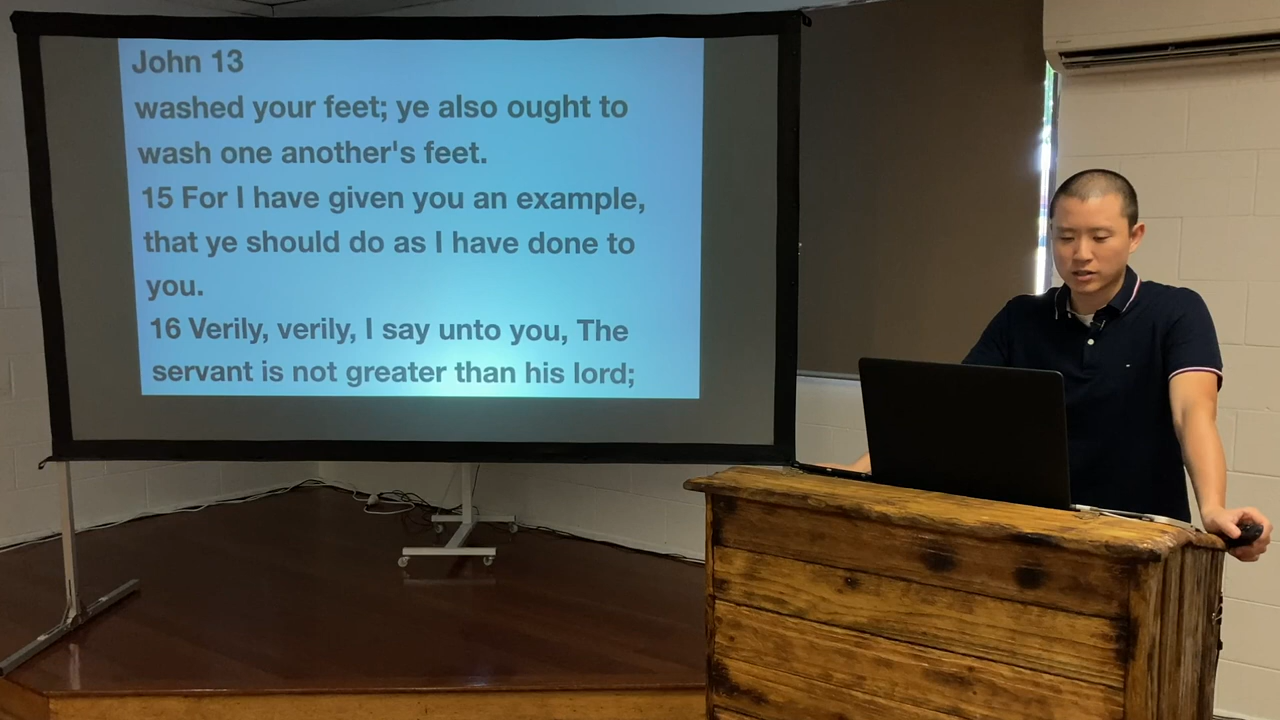 John 13
washed your feet; ye also ought to
wash one another's feet.
15 For I have given you an example,
that ye should do as I have done to
you.
16 Verily, verily, I say unto you, The
servant is not greater than his lord;